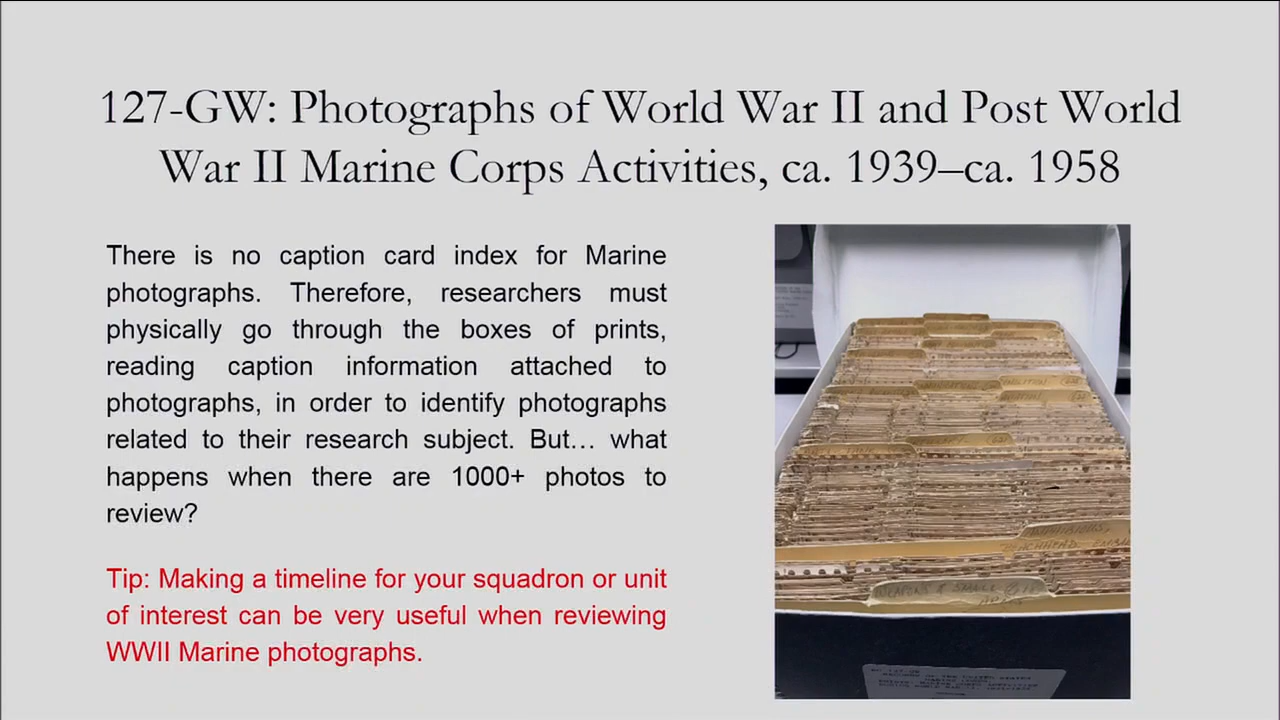 127-GW: Photographs of World War II and Post World
War II Marine Corps Activities, ca. 1939–ca. 1958
There is no caption card index for Marine
photographs. Therefore, researchers must
physically go through the boxes of prints,
reading caption information attached to
photographs, in order to identify photographs
related to their research subject. But… what
happens when there are 1000+ photos to
review?
Tip: Making a timeline for your squadron or unit
of interest can be very useful when reviewing
WWII Marine photographs.
WEAPONS & SMALL
ARMS